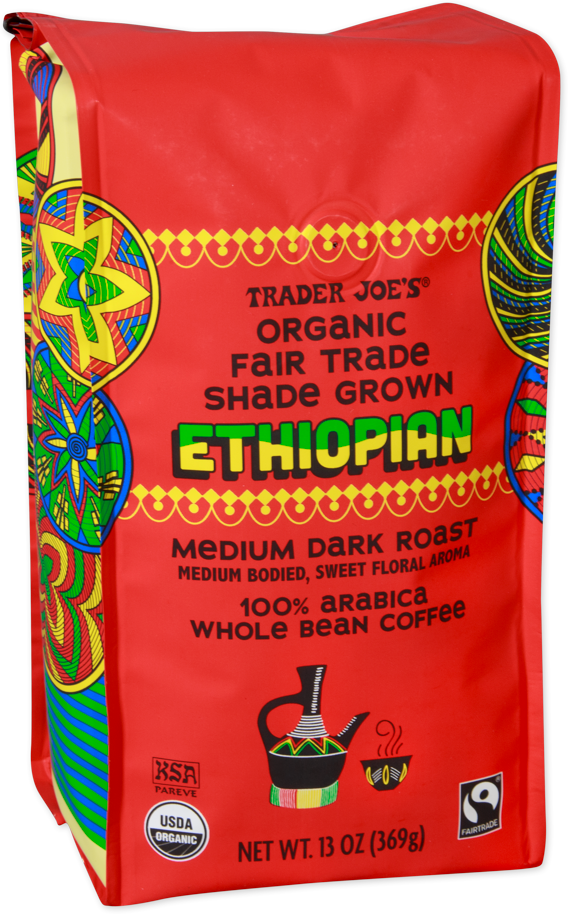 TRADER JOE'S®
ORGANIC
FAIR TRADE
SHADE GROWN
ETHIOPIAN
MEDIUM DARK ROAST
MEDIUM BODIED, SWEET FLORAL AROMA
100% ARABICA
WHOLE BEAN COFFEE
KSA
PAREVE
USDA
ORGANIC
FAIRTRADE
NET WT. 13 OZ (369g)